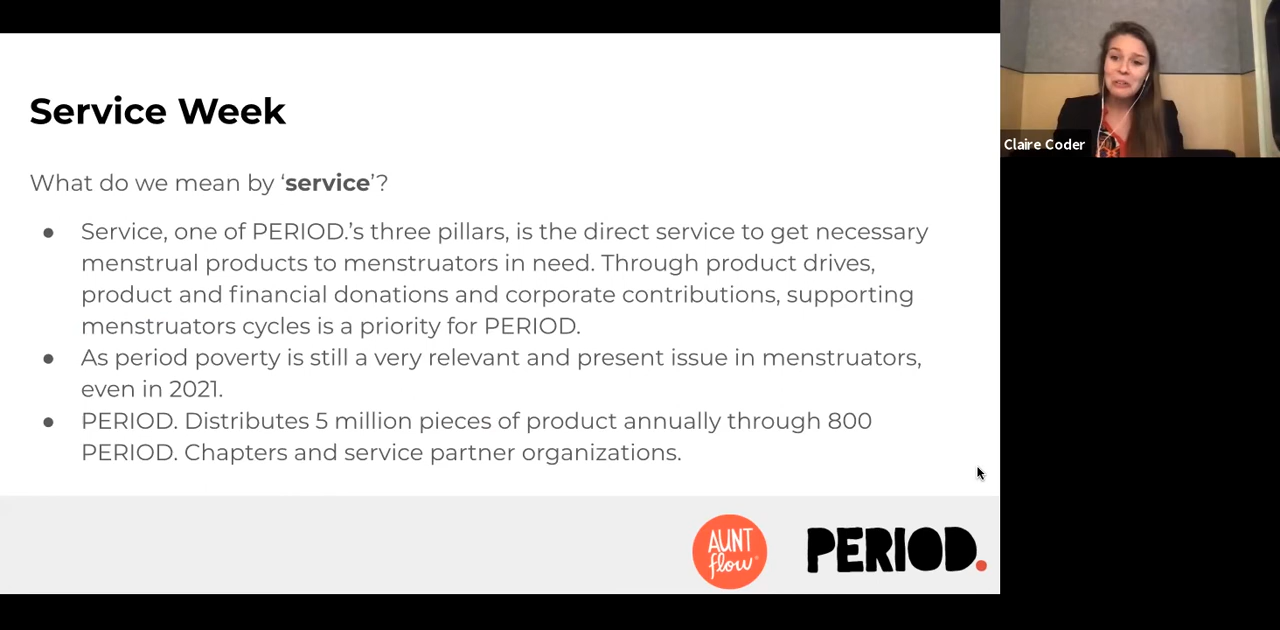 Service Week
What do we mean by ‘service’?
● Service, one of PERIOD.’s three pillars, is the direct service to get necessary
menstrual products to menstruators in need. Through product drives,
product and financial donations and corporate contributions, supporting
menstruators cycles is a priority for PERIOD.
● As period poverty is still a very relevant and present issue in menstruators,
even in 2021.
● PERIOD. Distributes 5 million pieces of product annually through 800
PERIOD. Chapters and service partner organizations.
AUNT
flow
PERIOD.
Claire Coder